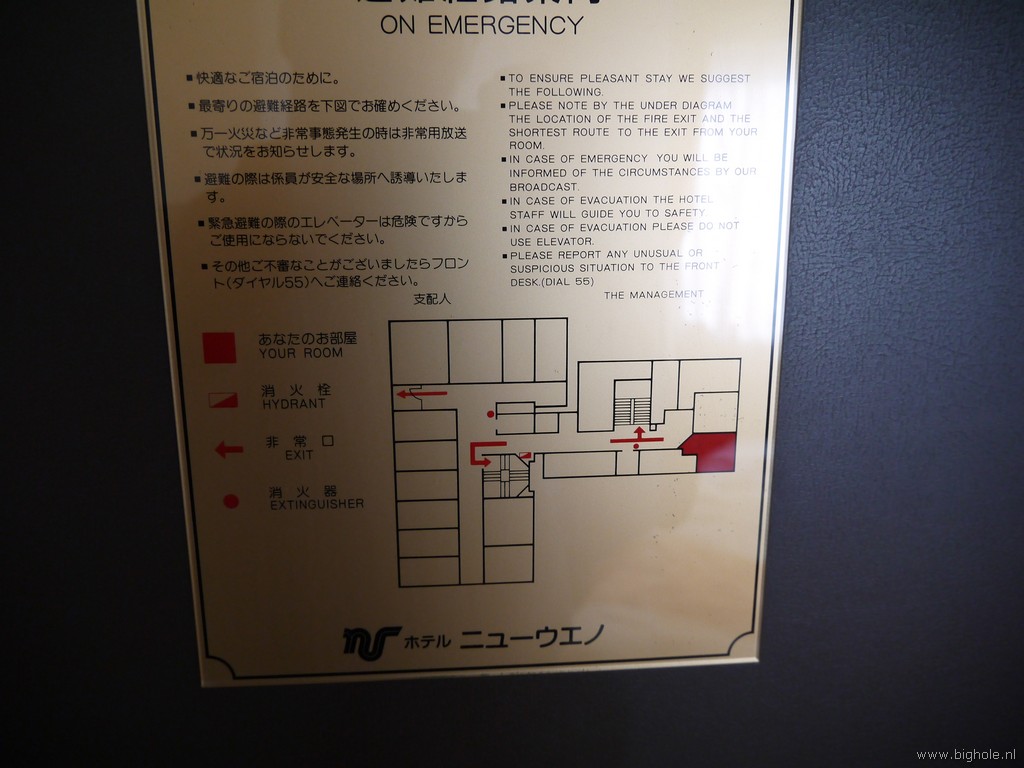 避難経路案内
ON EMERGENCY
■快適なご宿泊のために。
■最寄りの避難経路を下図でお確めください。
■万一火災など非常事態発生の時は非常用放送
で状況をお知らせします。
■避難の際は係員が安全な場所へ誘導いたしま
す。
■緊急避難の際のエレベーターは危険ですから
ご使用にならないでください。
■その他ご不審なことがございましたらフロン
ト(ダイヤル55)へご連絡ください。
支配人
■TO ENSURE PLEASANT STAY WE SUGGEST
THE FOLLOWING.
■PLEASE NOTE BY THE UNDER DIAGRAM
THE LOCATION OF THE FIRE EXIT AND THE
SHORTEST ROUTE TO THE EXIT FROM YOUR
ROOM.
■IN CASE OF EMERGENCY YOU WILL BE
INFORMED OF THE CIRCUMSTANCES BY OUR
BROADCAST.
■IN CASE OF EVACUATION THE HOTEL
STAFF WILL GUIDE YOU TO SAFETY.
■IN CASE OF EVACUATION PLEASE DO NOT
USE ELEVATOR.
■PLEASE REPORT ANY UNUSUAL OR
SUSPICIOUS SITUATION TO THE FRONT
DESK.(DIAL 55)
THE MANAGEMENT
あなたのお部屋
YOUR ROOM
消火栓
HYDRANT
非常口
EXIT
消火器
EXTINGUISHER
ホテル ニューウエノ
www.bighole.nl